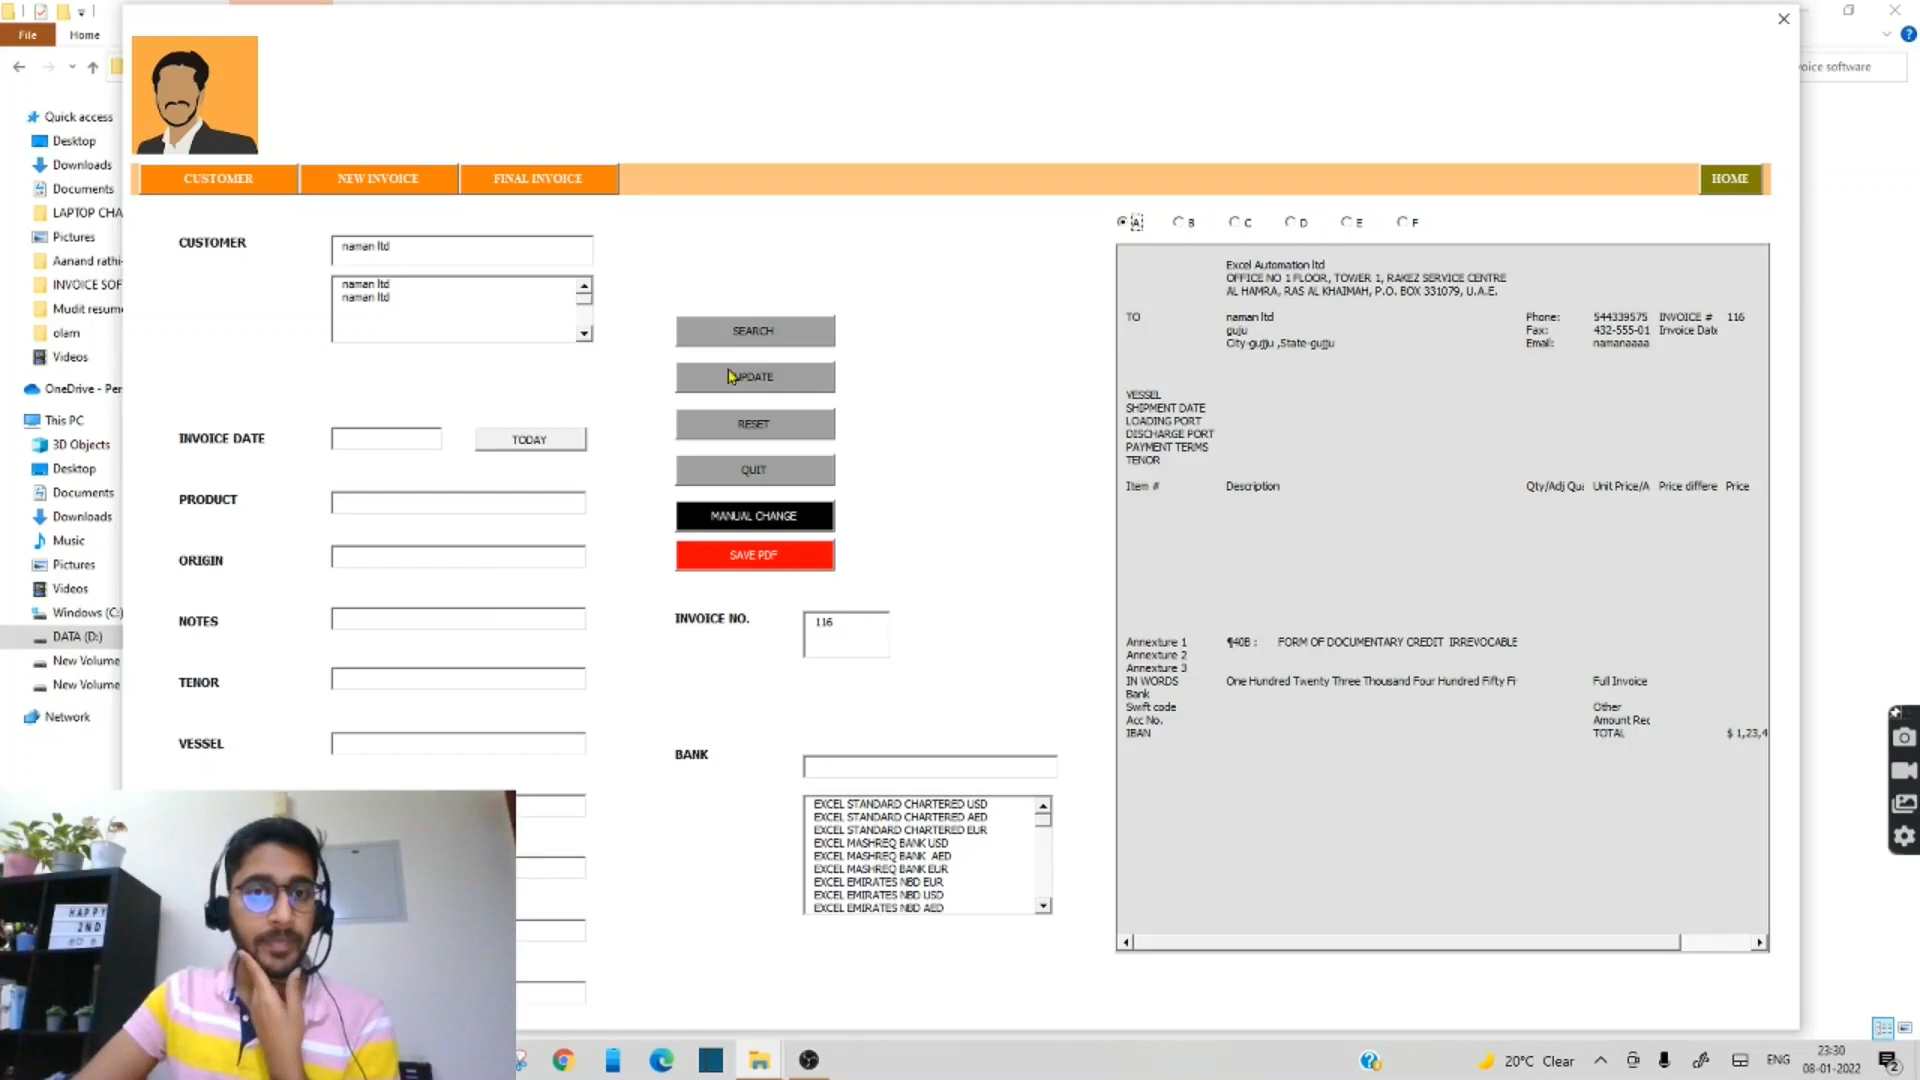 File
Home
?
voice software
Quick access
Desktop
Downloads
Documents
LAPTOP CHA
Pictures
Aanand rathi-
INVOICE SOF
Mudit resume
olam
Videos
OneDrive - Per
This PC
3D Objects
Desktop
Documents
Downloads
Music
Pictures
Videos
Windows (C:)
DATA (D:)
New Volume
New Volume
Network
CUSTOMER
NEW INVOICE
FINAL INVOICE
HOME
CUSTOMER
naman ltd
naman ltd
naman ltd
INVOICE DATE
TODAY
PRODUCT
ORIGIN
NOTES
TENOR
VESSEL
SEARCH
UPDATE
RESET
QUIT
MANUAL CHANGE
SAVE PDF
INVOICE NO.
116
BANK
EXCEL STANDARD CHARTERED USD
EXCEL STANDARD CHARTERED AED
EXCEL STANDARD CHARTERED EUR
EXCEL MASHREQ BANK USD
EXCEL MASHREQ BANK AED
EXCEL MASHREQ BANK EUR
EXCEL EMIRATES NBD EUR
EXCEL EMIRATES NBD USD
EXCEL EMIRATES NBD AED
A B C D E F
Excel Automation ltd
OFFICE NO 1 FLOOR, TOWER 1, RAKEZ SERVICE CENTRE
AL HAMRA, RAS AL KHAIMAH, P.O. BOX 331079, U.A.E.
TO naman ltd Phone: 544339575 INVOICE # 116
guju Fax: 432-555-01 Invoice Date
City-gujju ,State-gujju Email: namanaaaa
VESSEL
SHIPMENT DATE
LOADING PORT
DISCHARGE PORT
PAYMENT TERMS
TENOR
Item # Description Qty/Adj Qua Unit Price/A Price differe Price
Annexture 1 ¶40B : FORM OF DOCUMENTARY CREDIT IRREVOCABLE
Annexture 2
Annexture 3
IN WORDS One Hundred Twenty Three Thousand Four Hundred Fifty Fi Full Invoice
Bank
Swift code Other
Acc No. Amount Rec
IBAN TOTAL $ 1,23,4
HAPPY
2ND
20°C Clear
ENG
23:30
08-01-2022
2